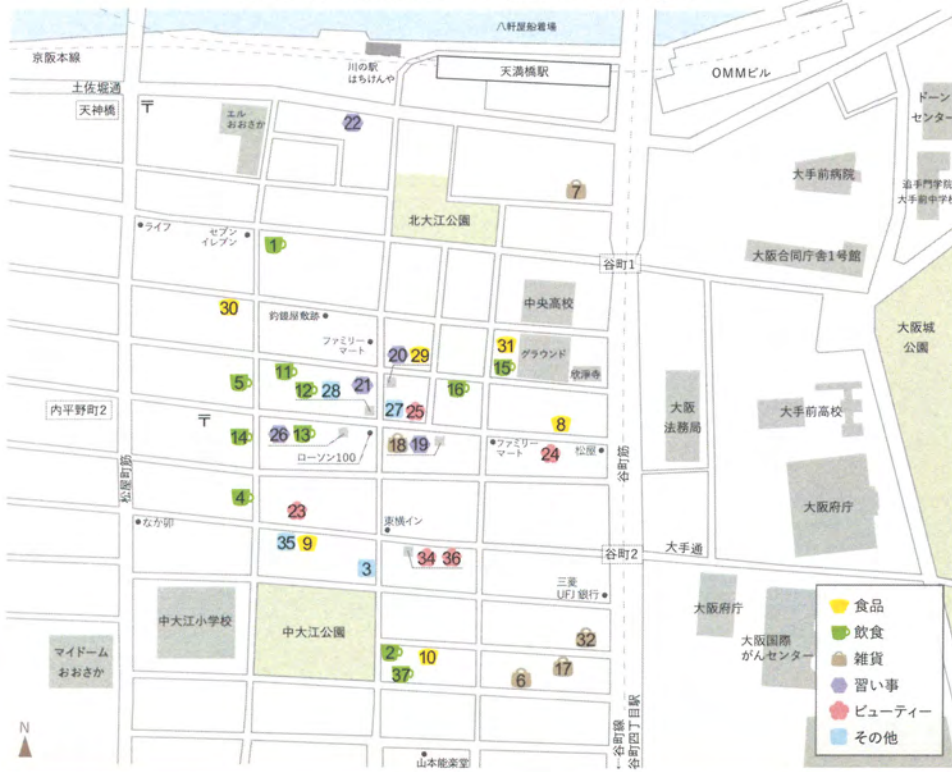 八軒屋船着場
京阪本線
川の駅
はちけんや
天満橋駅
OMMビル
土佐堀通
天神橋
〒
エル
おおさか
22
ドーン
センター
大手前病院
追手門学院
大手前中学校
7
北大江公園
ライフ
セブン
イレブン
1
大阪合同庁舎1号館
谷町1
中央高校
30
釣鐘屋敷跡
ファミリー
マート
20
29
31
グラウンド
大阪城
公園
5
11
12
28
21
16
15
欣浄寺
内平野町2
〒
27
25
8
大阪
法務局
大手前高校
14
26
13
ローソン100
18
19
ファミリー
マート
24
松屋
谷町筋
松屋町筋
4
23
大阪府庁
なか卯
東横イン
35
9
3
34
36
谷町2
大手通
三菱
UFJ 銀行
大阪府庁
中大江小学校
中大江公園
マイドーム
おおさか
大阪国際
がんセンター
2
10
37
32
17
6
食品
飲食
雑貨
習い事
ビューティー
その他
N
山本能楽堂
←谷町線
谷町四丁目駅